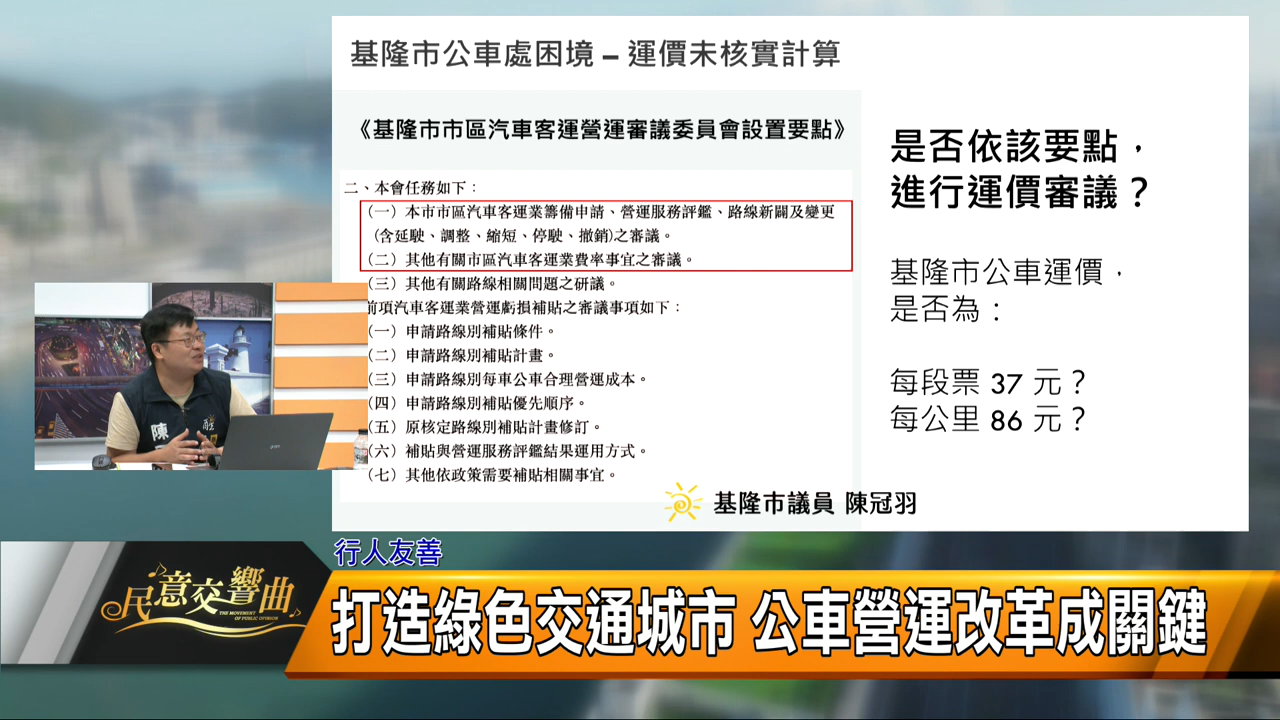 基隆市公車處困境 – 運價未核實計算
《基隆市市區汽車客運營運審議委員會設置要點》
二、本會任務如下：
(一) 本市市區汽車客運業籌備申請、營運服務評鑑、路線新闢及變更
(含延駛、調整、縮短、停駛、撤銷)之審議。
(二) 其他有關市區汽車客運業費率事宜之審議。
(三) 其他有關路線相關問題之研議。
前項汽車客運業營運虧損補貼之審議事項如下：
(一) 申請路線別補貼條件。
(二) 申請路線別補貼計畫。
(三) 申請路線別每車公車合理營運成本。
(四) 申請路線別補貼優先順序。
(五) 原核定路線別補貼計畫修訂。
(六) 補貼與營運服務評鑑結果運用方式。
(七) 其他依政策需要補貼相關事宜。
是否依該要點，
進行運價審議？
基隆市公車運價，
是否為：
每段票 37 元？
每公里 86 元？
基隆市議員 陳冠羽
陳
行人友善
民意交響曲
THE MOVEMENT
OF PUBLIC OPINION
打造綠色交通城市 公車營運改革成關鍵